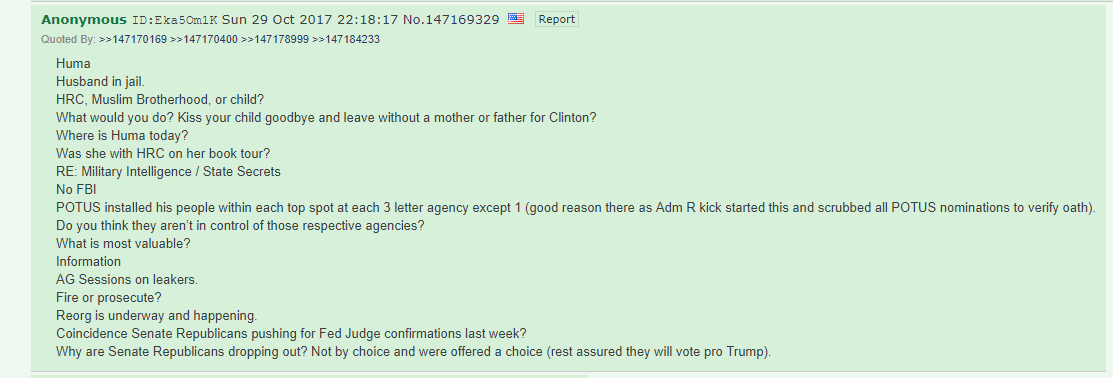 Anonymous ID:Eka5Om1K Sun 29 Oct 2017 22:18:17 No.147169329 Report
Quoted By: >>147170169 >>147170400 >>147178999 >>147184233
Huma
Husband in jail.
HRC, Muslim Brotherhood, or child?
What would you do? Kiss your child goodbye and leave without a mother or father for Clinton?
Where is Huma today?
Was she with HRC on her book tour?
RE: Military Intelligence / State Secrets
No FBI
POTUS installed his people within each top spot at each 3 letter agency except 1 (good reason there as Adm R kick started this and scrubbed all POTUS nominations to verify oath).
Do you think they aren’t in control of those respective agencies?
What is most valuable?
Information
AG Sessions on leakers.
Fire or prosecute?
Reorg is underway and happening.
Coincidence Senate Republicans pushing for Fed Judge confirmations last week?
Why are Senate Republicans dropping out? Not by choice and were offered a choice (rest assured they will vote pro Trump).